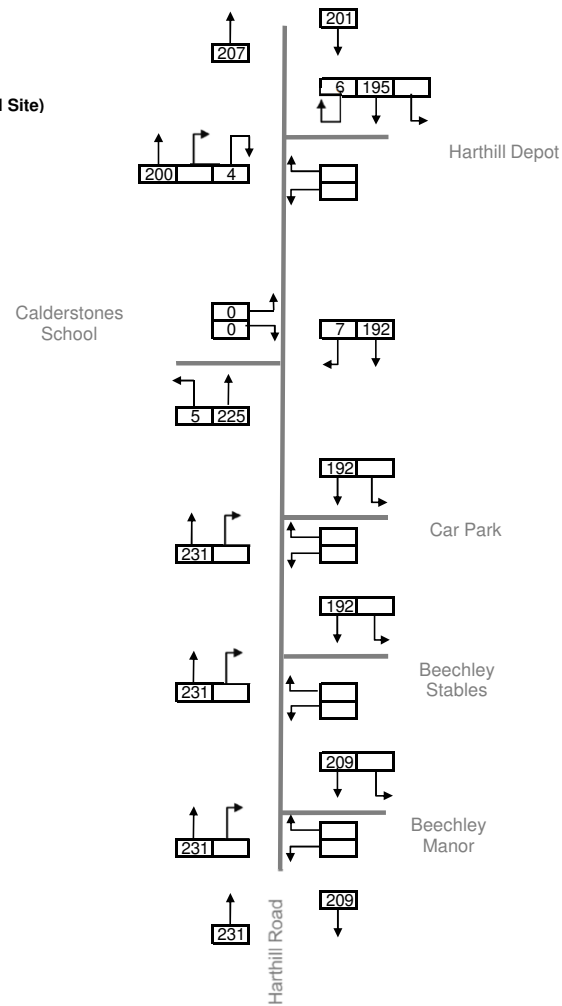 201
207
6 195
l Site)
Harthill Depot
200 4
Calderstones
School
0
0
7 192
5 225
192
Car Park
231
192
Beechley
Stables
231
209
Beechley
Manor
231
209
231
Harthill Road